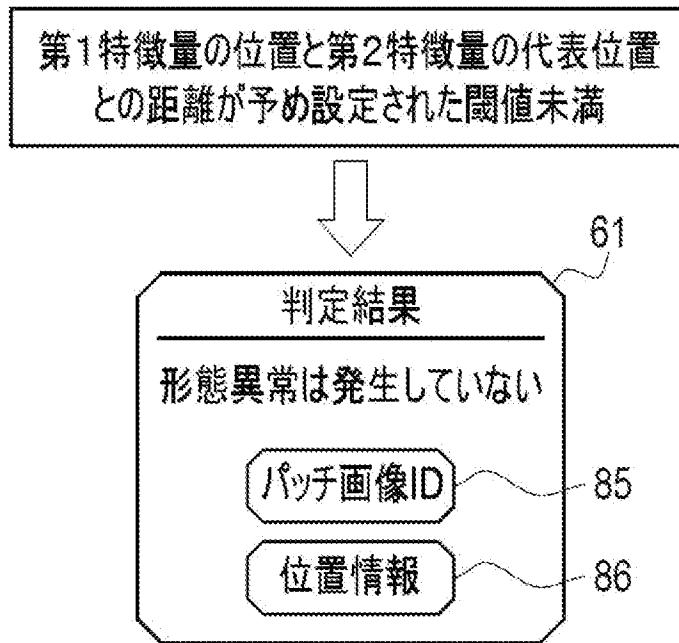 第1特徴量の位置と第2特徴量の代表位置
との距離が予め設定された閾値未満
61
判定結果
形態異常は発生していない
パッチ画像ID
85
位置情報
86